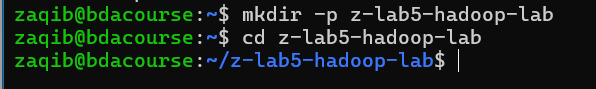 zaqib@bdacourse:~$ mkdir -p z-lab5-hadoop-lab
zaqib@bdacourse:~$ cd z-lab5-hadoop-lab
zaqib@bdacourse:~/z-lab5-hadoop-lab$